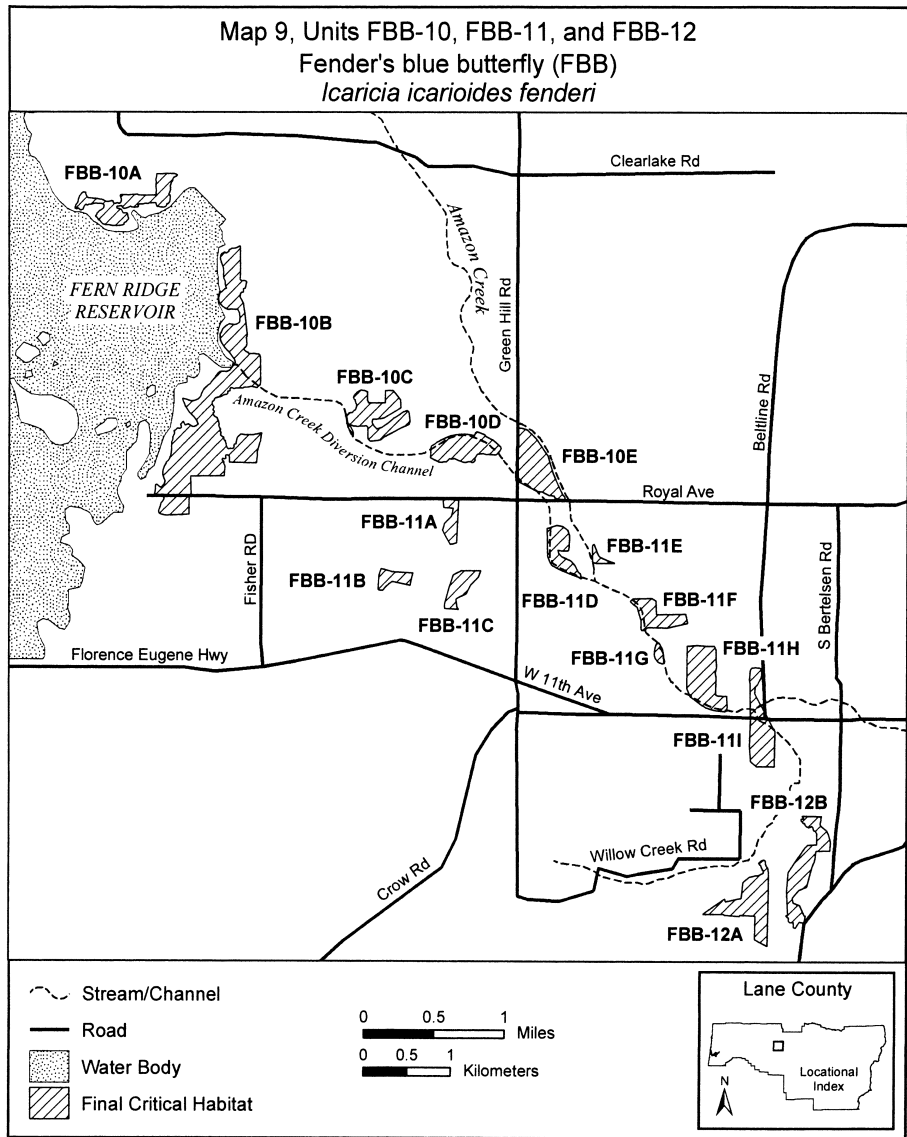 Map 9, Units FBB-10, FBB-11, and FBB-12
Fender's blue butterfly (FBB)
Icaricia icarioides fenderi
Clearlake Rd
FBB-10A
Amazon Creek
Green Hill Rd
FERN RIDGE
RESERVOIR
FBB-10B
Beltline Rd
FBB-10C
Amazon Creek Diversion Channel
FBB-10D
FBB-10E
Royal Ave
FBB-11A
Fisher RD
FBB-11E
FBB-11B
FBB-11D
S Bertelsen Rd
FBB-11F
FBB-11C
Florence Eugene Hwy
FBB-11G
FBB-11H
W 11th Ave
FBB-11I
FBB-12B
Willow Creek Rd
Crow Rd
FBB-12A
Stream/Channel
Road
Water Body
Final Critical Habitat
0 0.5 1
Miles
0 0.5 1
Kilometers
Lane County
Locational
Index
N